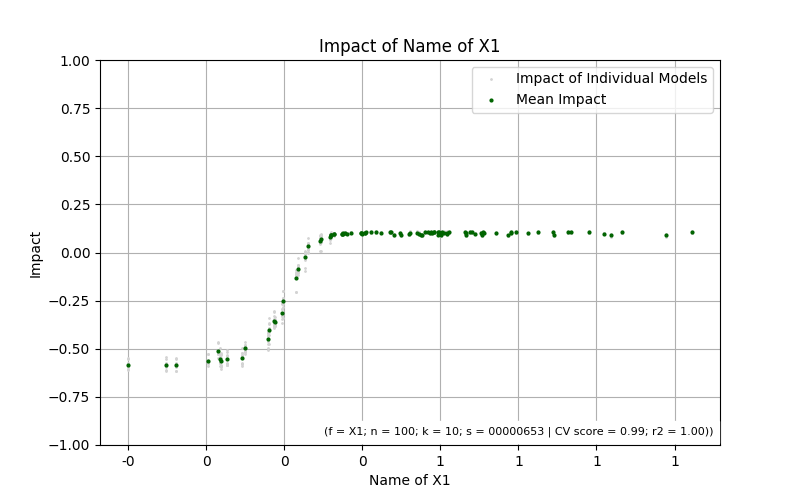 Impact of Name of X1
1.00
0.75
0.50
0.25
0.00
−0.25
−0.50
−0.75
−1.00
Impact
Impact of Individual Models
Mean Impact
(f = X1; n = 100; k = 10; s = 00000653 | CV score = 0.99; r2 = 1.00))
-0 0 0 0 1 1 1 1
Name of X1